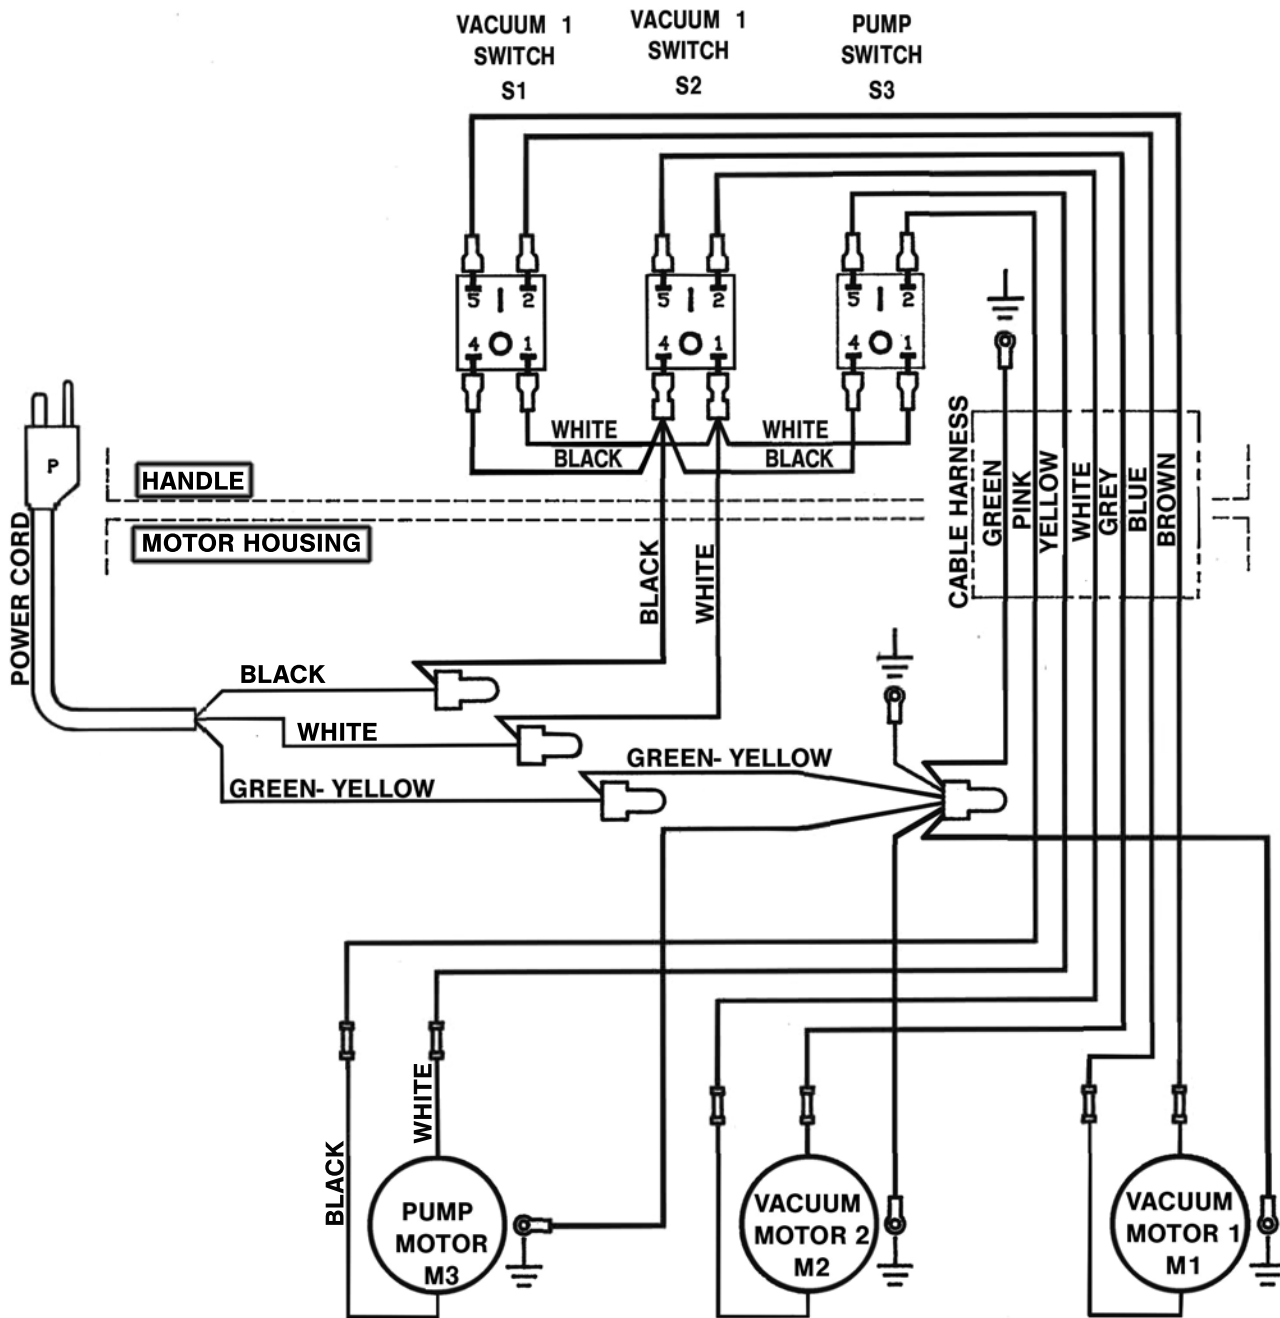 VACUUM 1
SWITCH
S1
VACUUM 1
SWITCH
S2
PUMP
SWITCH
S3
5 | 2
4 O 1
5 | 2
4 O 1
5 | 2
4 O 1
WHITE
BLACK
WHITE
BLACK
P
HANDLE
MOTOR HOUSING
POWER CORD
CABLE HARNESS
GREEN
PINK
YELLOW
WHITE
GREY
BLUE
BROWN
BLACK
WHITE
BLACK
WHITE
GREEN- YELLOW
GREEN- YELLOW
BLACK
WHITE
PUMP
MOTOR
M3
VACUUM
MOTOR 2
M2
VACUUM
MOTOR 1
M1